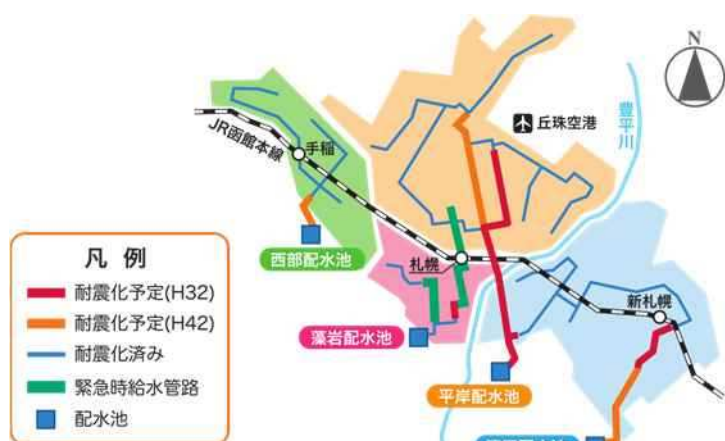 N
丘珠空港
豊平川
手稲
JR函館本線
西部配水池
札幌
新札幌
藻岩配水池
平岸配水池
凡 例
耐震化予定(H32)
耐震化予定(H42)
耐震化済み
緊急時給水管路
配水池